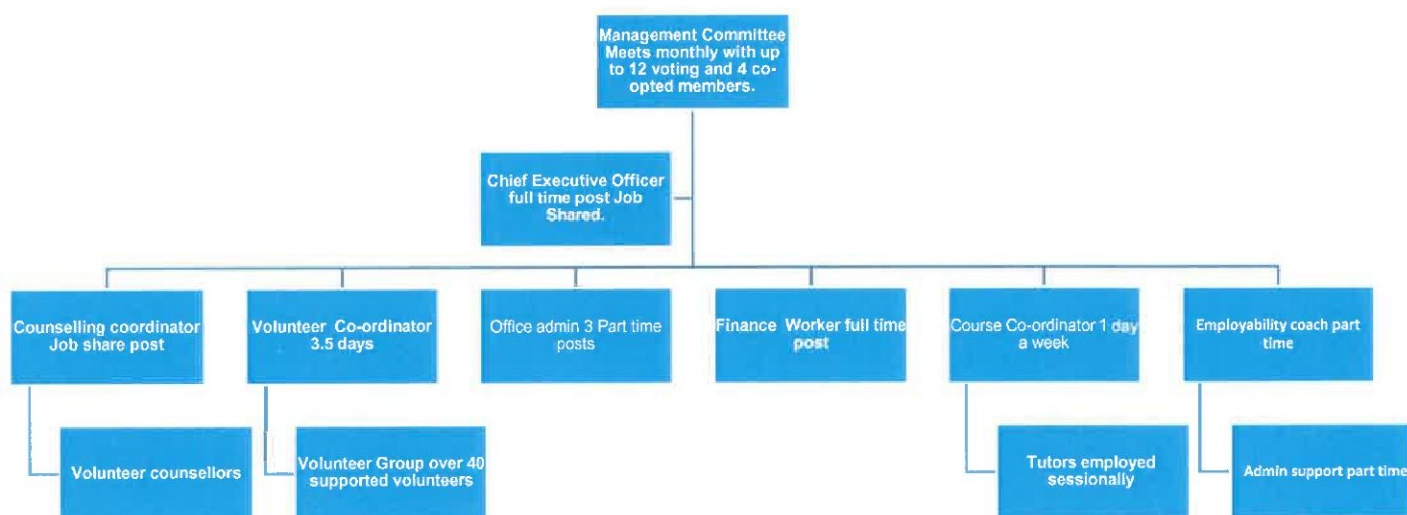 Management Committee
Meets monthly with up
to 12 voting and 4 co-
opted members.
Chief Executive Officer
full time post Job
Shared.
Counselling coordinator
Job share post
Volunteer Co-ordinator
3.5 days
Office admin 3 Part time
posts
Finance Worker full time
post
Course Co-ordinator 1 day
a week
Employability coach part
time
Volunteer counsellors
Volunteer Group over 40
supported volunteers
Tutors employed
sessionally
Admin support part time